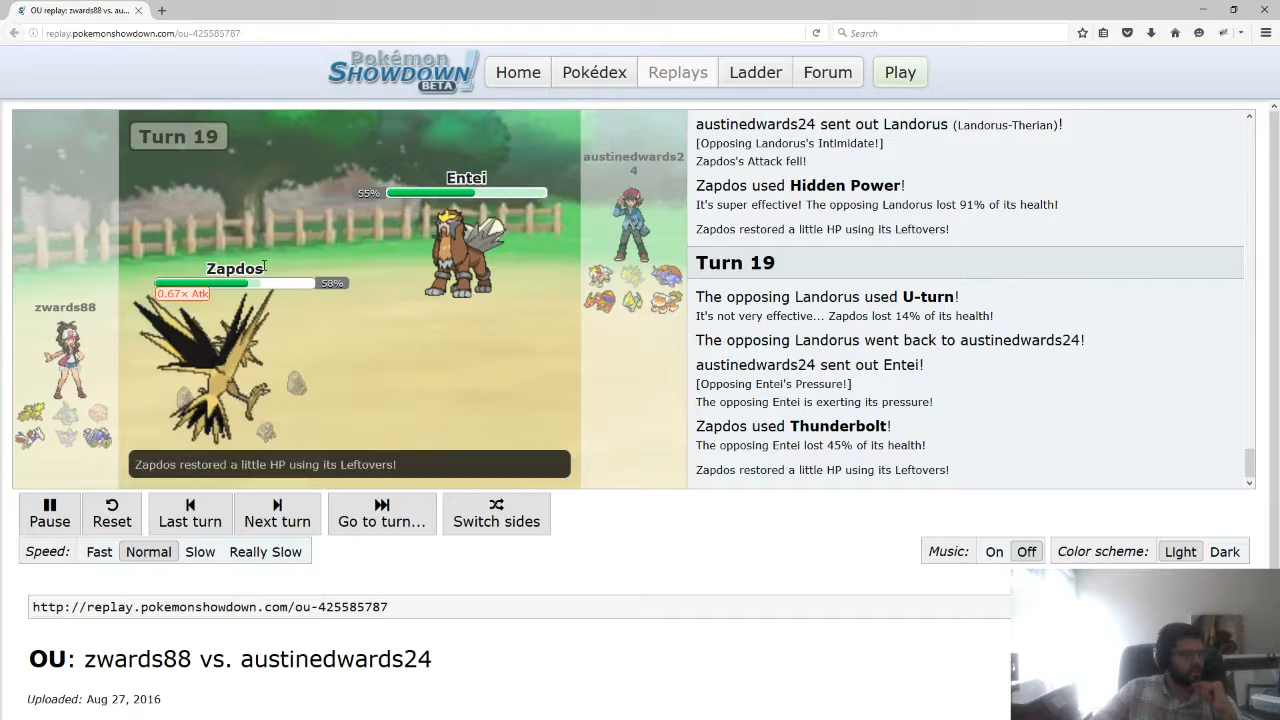 OU replay: zwards88 vs. au...
replay.pokemonshowdown.com/ou-425585787
Search
Pokémon
SHOWDOWN!
BETA
Home
Pokédex
Replays
Ladder
Forum
Play
Turn 19
Entei
55%
Zapdos
58%
0.67× Atk
zwards88
austinedwards2
4
Zapdos restored a little HP using its Leftovers!
austinedwards24 sent out Landorus (Landorus-Therian)!
[Opposing Landorus's Intimidate!]
Zapdos's Attack fell!
Zapdos used Hidden Power!
It's super effective! The opposing Landorus lost 91% of its health!
Zapdos restored a little HP using its Leftovers!
Turn 19
The opposing Landorus used U-turn!
It's not very effective... Zapdos lost 14% of its health!
The opposing Landorus went back to austinedwards24!
austinedwards24 sent out Entei!
[Opposing Entei's Pressure!]
The opposing Entei is exerting its pressure!
Zapdos used Thunderbolt!
The opposing Entei lost 45% of its health!
Zapdos restored a little HP using its Leftovers!
Pause
Reset
Last turn
Next turn
Go to turn...
Switch sides
Speed: Fast Normal Slow Really Slow
Music: On Off
Color scheme: Light Dark
http://replay.pokemonshowdown.com/ou-425585787
OU: zwards88 vs. austinedwards24
Uploaded: Aug 27, 2016